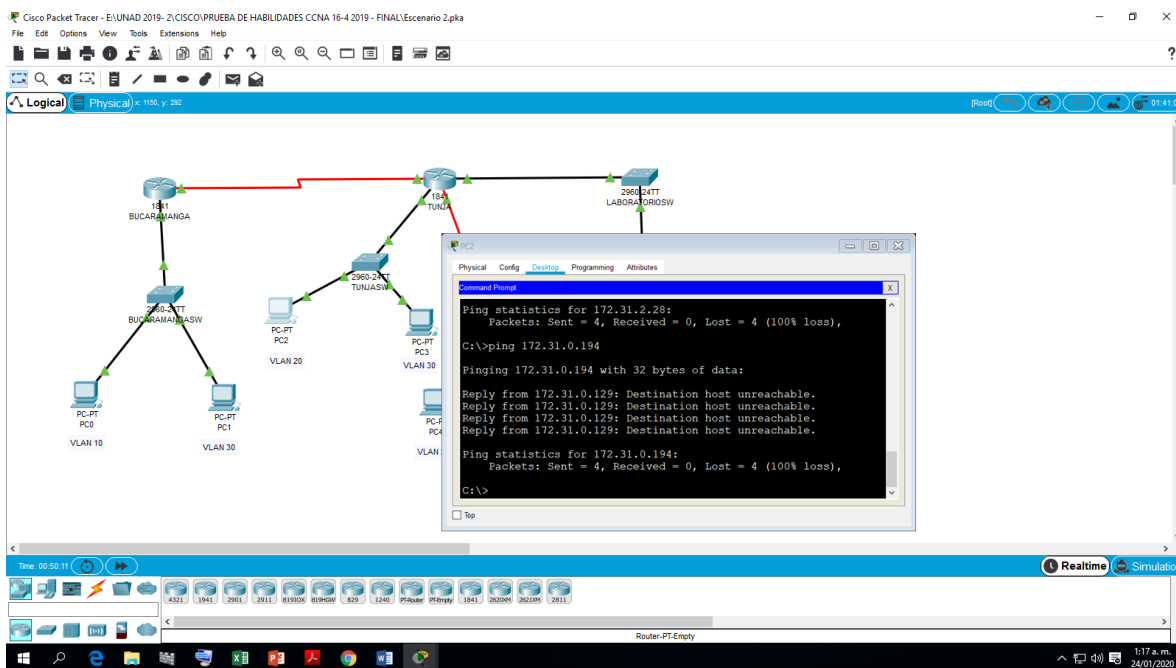 Cisco Packet Tracer - E:\UNAD 2019- 2\CISCO\PRUEBA DE HABILIDADES CCNA 16-4 2019 - FINAL\Escenario 2.pka
File Edit Options View Tools Extensions Help
?
Logical Physical x: 1150, y: 292 [Root] 01:41:0
1841
BUCARAMANGA
1841
TUNJA
2960-24TT
LABORATORIOSW
2960-24TT
TUNJASW
2960-24TT
BUCARAMANGASW
PC-PT
PC2
VLAN 20
PC-PT
PC3
VLAN 30
PC-PT
PC0
VLAN 10
PC-PT
PC1
VLAN 30
PC-P
PC4
VLAN
PC2
Physical Config Desktop Programming Attributes
Command Prompt X
Ping statistics for 172.31.2.28:
Packets: Sent = 4, Received = 0, Lost = 4 (100% loss),
C:\>ping 172.31.0.194
Pinging 172.31.0.194 with 32 bytes of data:
Reply from 172.31.0.129: Destination host unreachable.
Reply from 172.31.0.129: Destination host unreachable.
Reply from 172.31.0.129: Destination host unreachable.
Reply from 172.31.0.129: Destination host unreachable.
Ping statistics for 172.31.0.194:
Packets: Sent = 4, Received = 0, Lost = 4 (100% loss),
C:\>
Top
Time: 00:50:11 Realtime Simulatio
4321 1941 2901 2911 819IOX 819HGW 829 1240 PT-Router PT-Empty 1841 2620XM 2621XM 2811
Router-PT-Empty
1:17 a. m.
24/01/2020